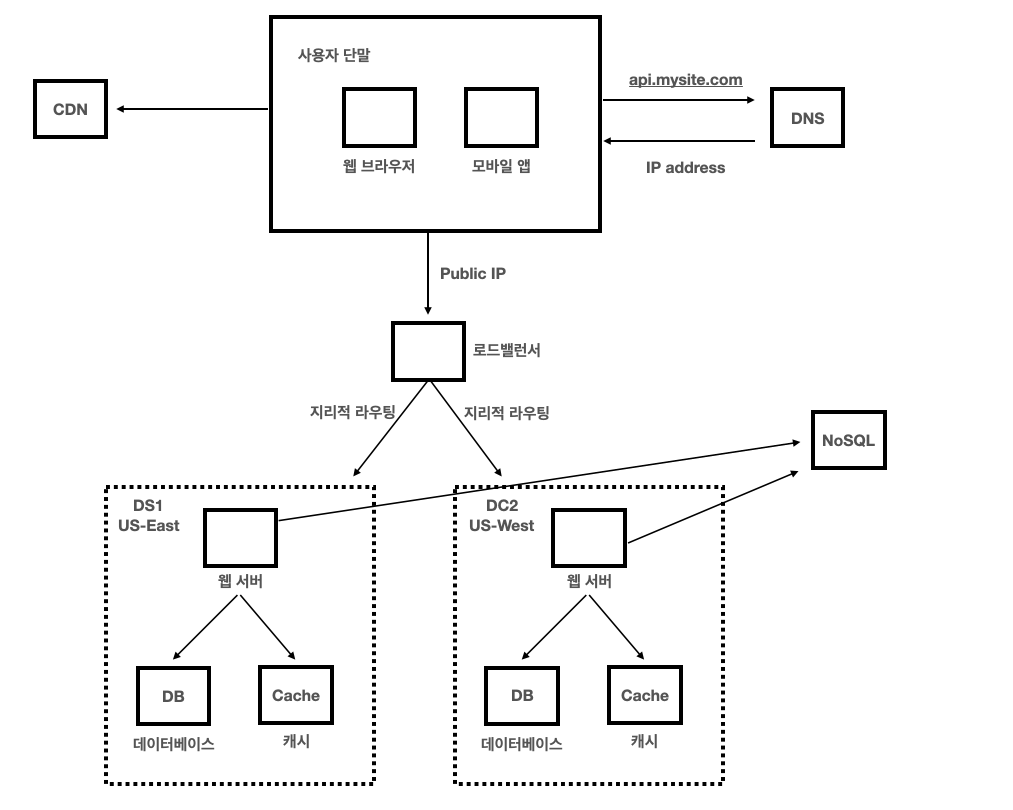 사용자 단말
CDN
api.mysite.com
DNS
웹 브라우저
모바일 앱
IP address
Public IP
로드밸런서
지리적 라우팅
지리적 라우팅
NoSQL
DS1
US-East
웹 서버
DB
Cache
데이터베이스
캐시
DC2
US-West
웹 서버
DB
Cache
데이터베이스
캐시